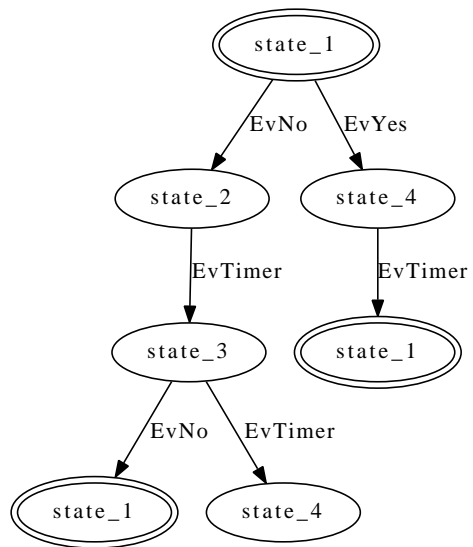 state_1
EvNo
EvYes
state_2
state_4
EvTimer
EvTimer
state_3
state_1
EvNo
EvTimer
state_1
state_4